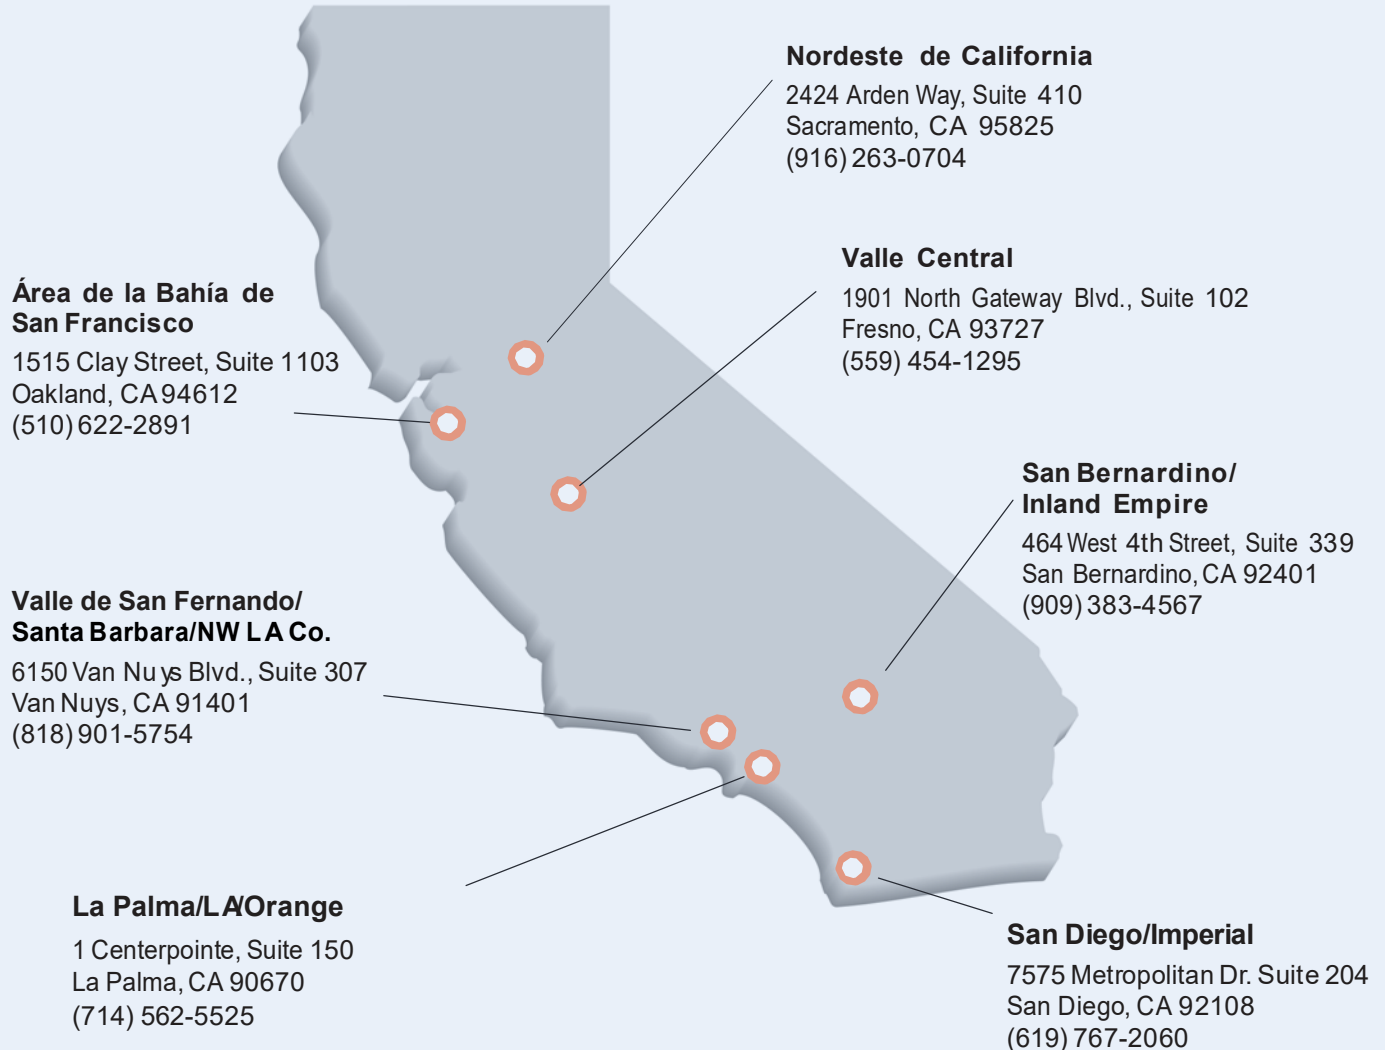 Nordeste de California
2424 Arden Way, Suite 410
Sacramento, CA 95825
(916) 263-0704
Valle Central
1901 North Gateway Blvd., Suite 102
Fresno, CA 93727
(559) 454-1295
Área de la Bahía de
San Francisco
1515 Clay Street, Suite 1103
Oakland, CA 94612
(510) 622-2891
San Bernardino/
Inland Empire
464 West 4th Street, Suite 339
San Bernardino, CA 92401
(909) 383-4567
Valle de San Fernando/
Santa Barbara/NW LA Co.
6150 Van Nuys Blvd., Suite 307
Van Nuys, CA 91401
(818) 901-5754
La Palma/LA/Orange
1 Centerpointe, Suite 150
La Palma, CA 90670
(714) 562-5525
San Diego/Imperial
7575 Metropolitan Dr. Suite 204
San Diego, CA 92108
(619) 767-2060